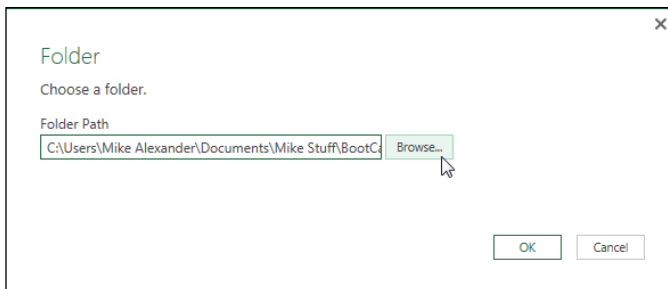 Folder
Choose a folder.
Folder Path
C:\Users\Mike Alexander\Documents\Mike Stuff\BootCa
Browse...
OK Cancel